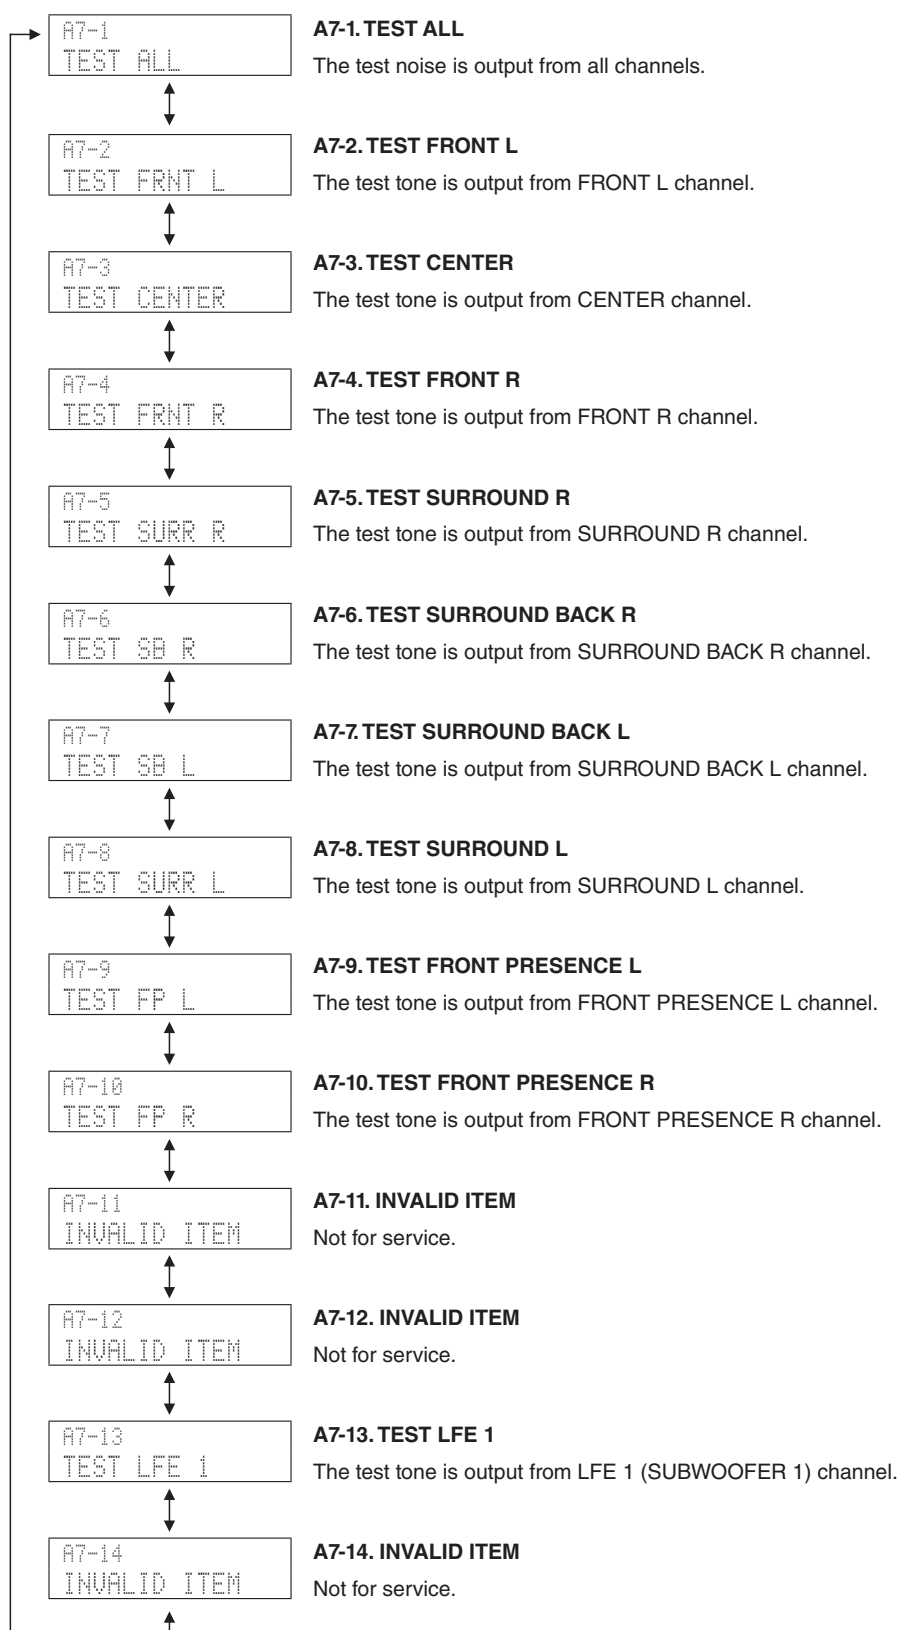 A7-1
TEST ALL
A7-1. TEST ALL
The test noise is output from all channels.
A7-2
TEST FRNT L
A7-2. TEST FRONT L
The test tone is output from FRONT L channel.
A7-3
TEST CENTER
A7-3. TEST CENTER
The test tone is output from CENTER channel.
A7-4
TEST FRNT R
A7-4. TEST FRONT R
The test tone is output from FRONT R channel.
A7-5
TEST SURR R
A7-5. TEST SURROUND R
The test tone is output from SURROUND R channel.
A7-6
TEST SB R
A7-6. TEST SURROUND BACK R
The test tone is output from SURROUND BACK R channel.
A7-7
TEST SB L
A7-7. TEST SURROUND BACK L
The test tone is output from SURROUND BACK L channel.
A7-8
TEST SURR L
A7-8. TEST SURROUND L
The test tone is output from SURROUND L channel.
A7-9
TEST FP L
A7-9. TEST FRONT PRESENCE L
The test tone is output from FRONT PRESENCE L channel.
A7-10
TEST FP R
A7-10. TEST FRONT PRESENCE R
The test tone is output from FRONT PRESENCE R channel.
A7-11
INVALID ITEM
A7-11. INVALID ITEM
Not for service.
A7-12
INVALID ITEM
A7-12. INVALID ITEM
Not for service.
A7-13
TEST LFE 1
A7-13. TEST LFE 1
The test tone is output from LFE 1 (SUBWOOFER 1) channel.
A7-14
INVALID ITEM
A7-14. INVALID ITEM
Not for service.